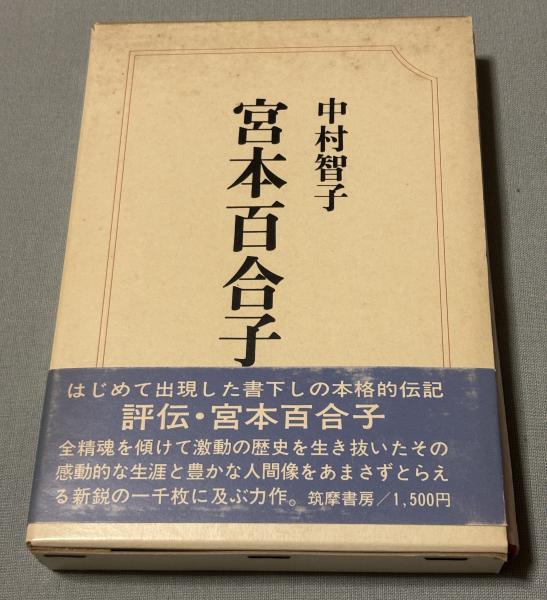 中村智子
宮本百合子
はじめて出現した書下しの本格的伝記
評伝・宮本百合子
全精魂を傾けて激動の歴史を生き抜いたその
感動的な生涯と豊かな人間像をあまさずとらえ
る新鋭の一千枚に及ぶ力作。筑摩書房/1,500円